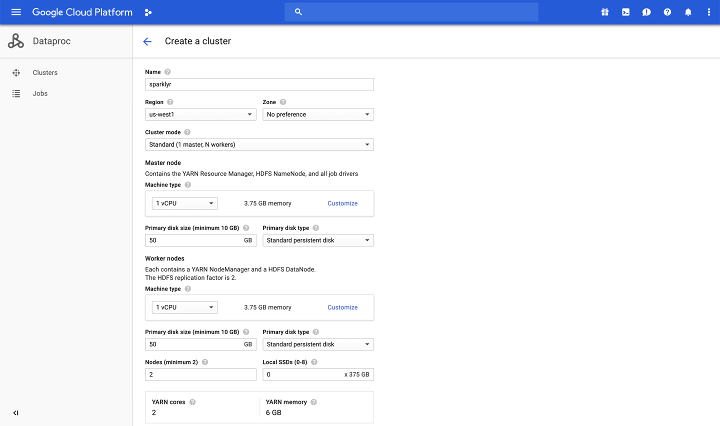 Google Cloud Platform
Dataproc
Create a cluster
Clusters
Jobs
Name
sparklyr
Region Zone
us-west1 No preference
Cluster mode
Standard (1 master, N workers)
Master node
Contains the YARN Resource Manager, HDFS NameNode, and all job drivers
Machine type
1 vCPU 3.75 GB memory Customize
Primary disk size (minimum 10 GB) Primary disk type
50 GB Standard persistent disk
Worker nodes
Each contains a YARN NodeManager and a HDFS DataNode.
The HDFS replication factor is 2.
Machine type
1 vCPU 3.75 GB memory Customize
Primary disk size (minimum 10 GB) Primary disk type
50 GB Standard persistent disk
Nodes (minimum 2) Local SSDs (0-8)
2 0 x 375 GB
YARN cores YARN memory
2 6 GB